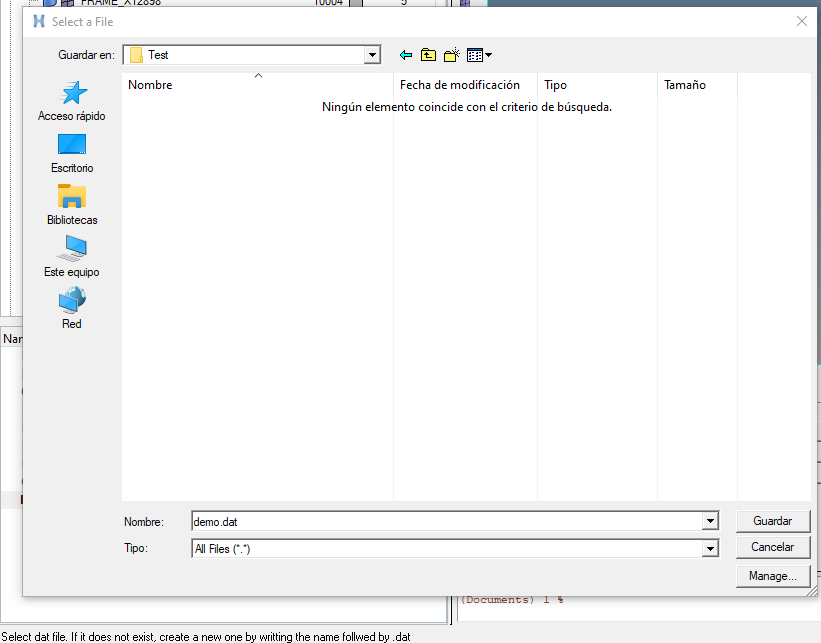 FRAME_X12898 10004 5
Select a File
Guardar en: Test
Nombre Fecha de modificación Tipo Tamaño
Ningún elemento coincide con el criterio de búsqueda.
Acceso rápido
Escritorio
Bibliotecas
Este equipo
Red
Nar
Nombre: demo.dat Guardar
Tipo: All Files (*.*) Cancelar
Manage...
(Documents) 1 %
Select dat file. If it does not exist, create a new one by writting the name follwed by .dat